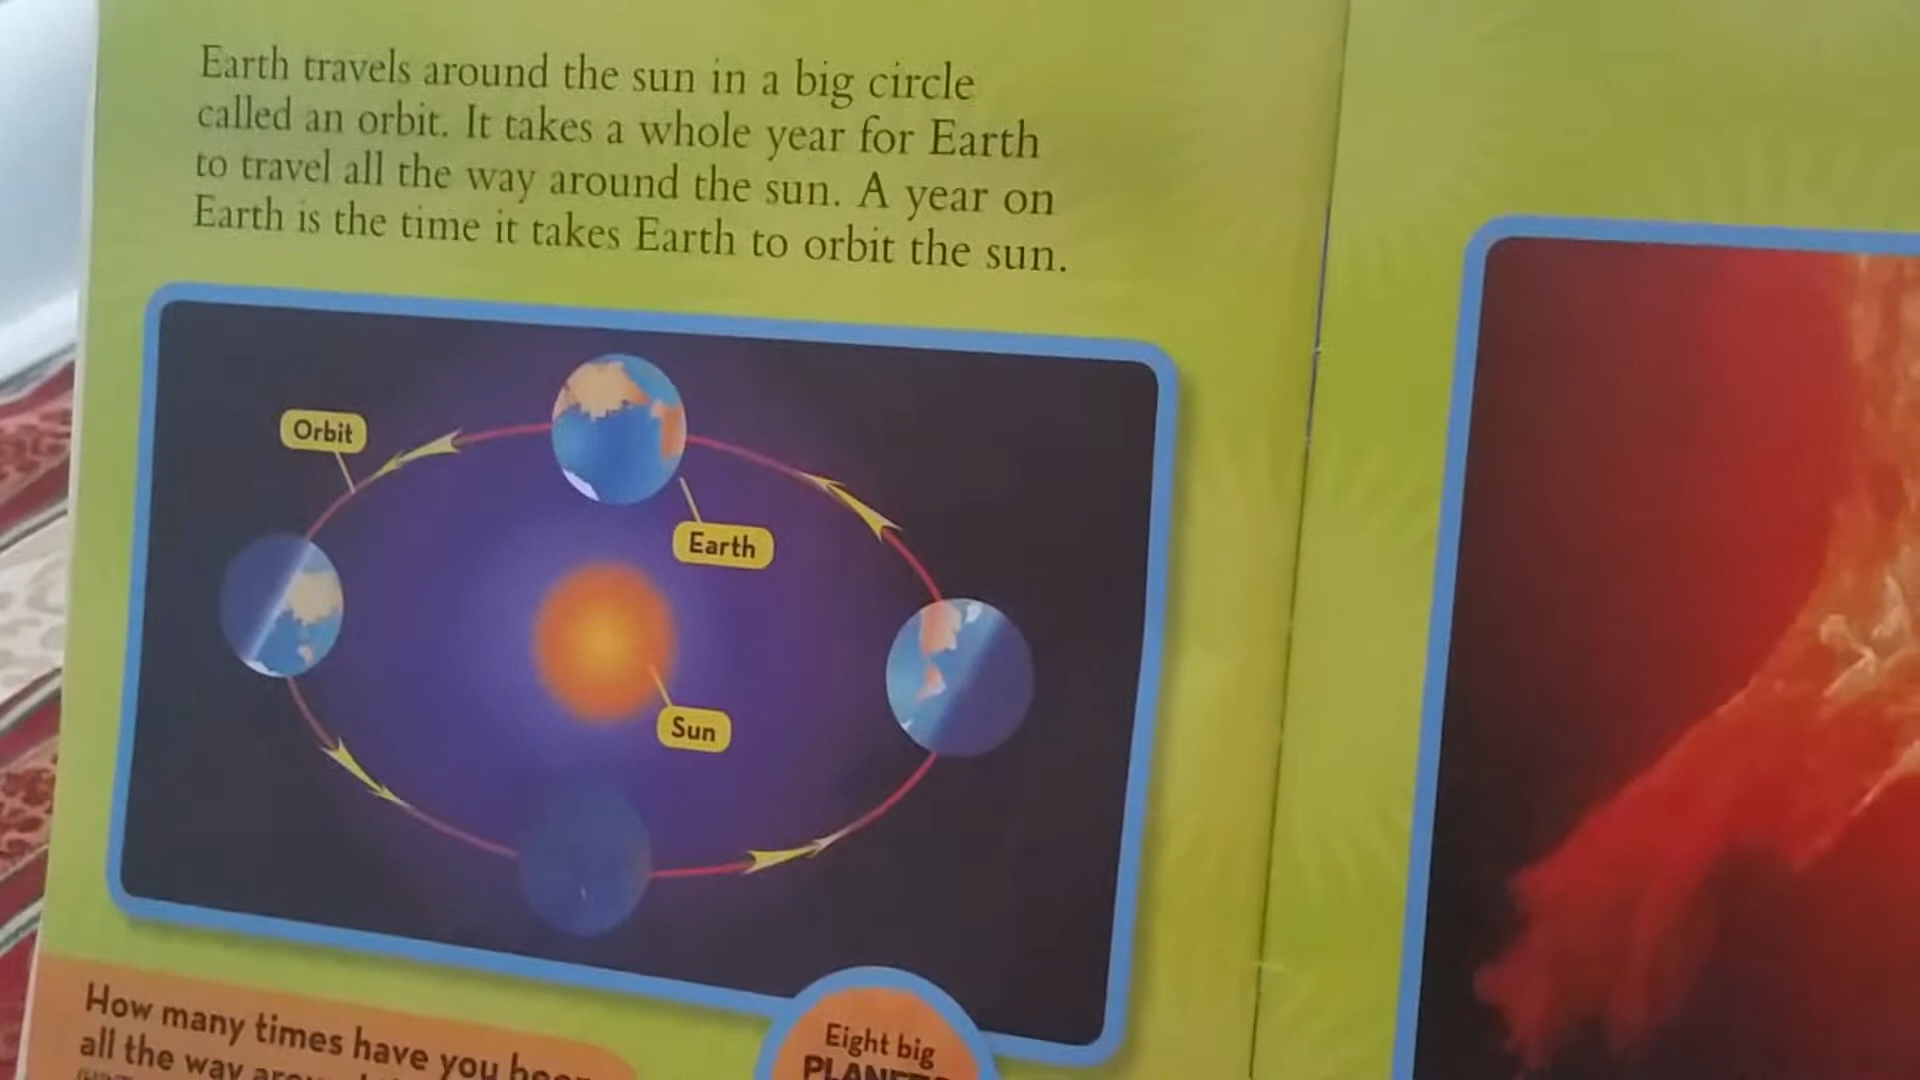 Earth travels around the sun in a big circle
called an orbit. It takes a whole year for Earth
to travel all the way around the sun. A year on
Earth is the time it takes Earth to orbit the sun.
Orbit
Earth
Sun
How many times have you
all the way
Eight big
PLANETS